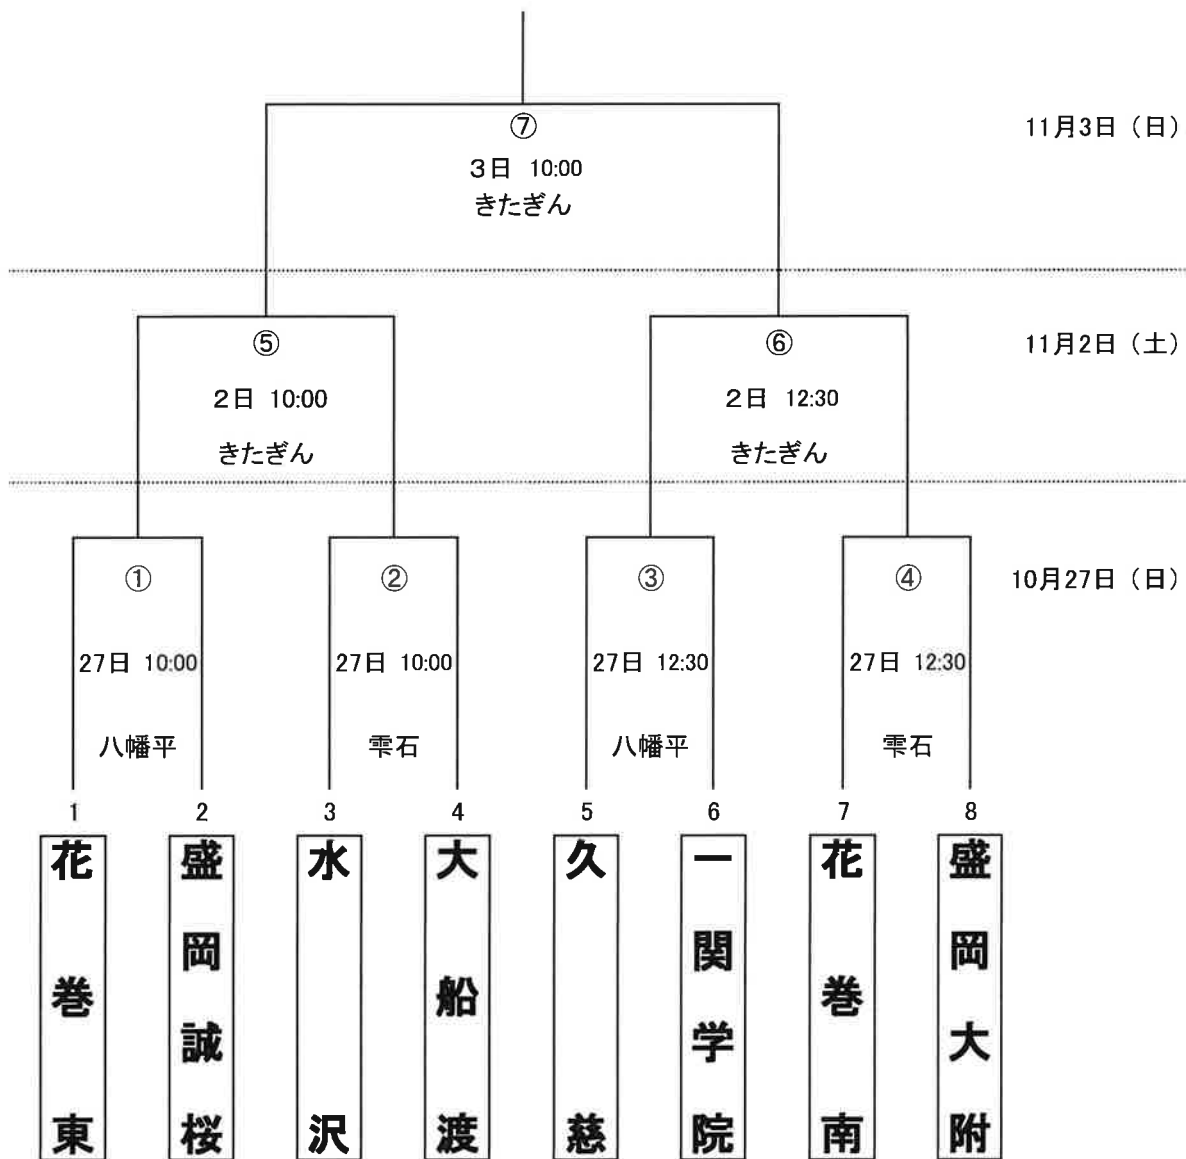 ⑦
11月3日（日）
3日 10:00
きたぎん
⑤
⑥
11月2日（土）
2日 10:00
2日 12:30
きたぎん
きたぎん
①
②
③
④
10月27日（日）
27日 10:00
27日 10:00
27日 12:30
27日 12:30
八幡平
雫石
八幡平
雫石
1
2
3
4
5
6
7
8
花巻東
盛岡誠桜
水沢
大船渡
久慈
一関学院
花巻南
盛岡大附